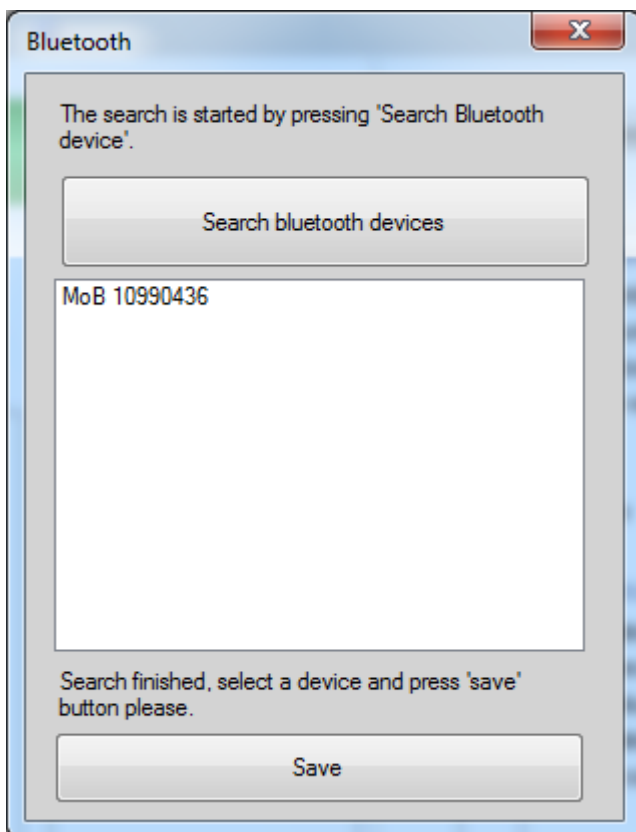 Bluetooth
The search is started by pressing 'Search Bluetooth
device'.
Search bluetooth devices
MoB 10990436
Search finished, select a device and press 'save'
button please.
Save